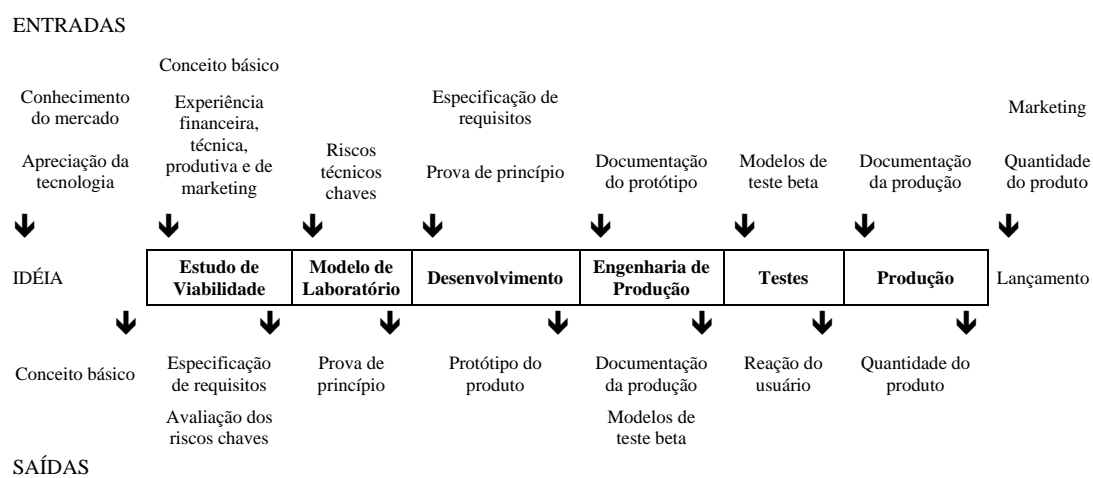 ENTRADAS
Conceito básico
Conhecimento
do mercado
Apreciação da
tecnologia
Experiência
financeira,
técnica,
produtiva e de
marketing
Riscos
técnicos
chaves
Especificação de
requisitos
Prova de princípio
Documentação
do protótipo
Modelos de
teste beta
Documentação
da produção
Marketing
Quantidade
do produto
IDÉIA
Estudo de
Viabilidade
Modelo de
Laboratório
Desenvolvimento
Engenharia de
Produção
Testes
Produção
Lançamento
Conceito básico
Especificação
de requisitos
Avaliação dos
riscos chaves
Prova de
princípio
Protótipo do
produto
Documentação
da produção
Modelos de
teste beta
Reação do
usuário
Quantidade do
produto
SAÍDAS